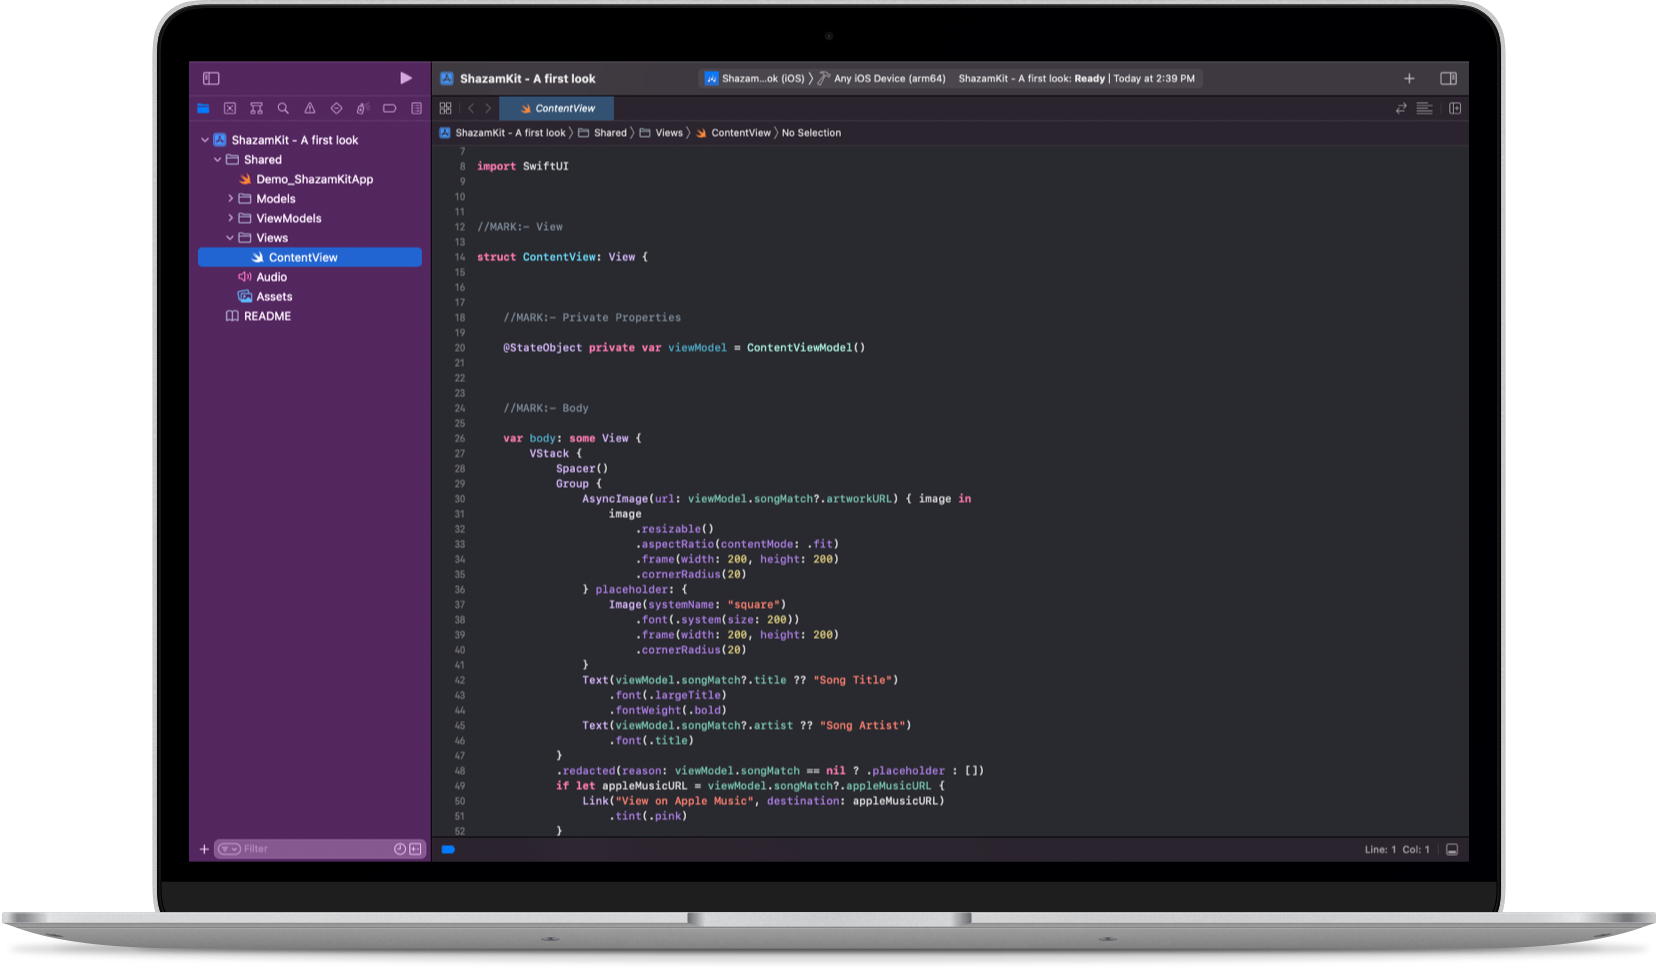 ShazamKit - A first look
Shazam...ok (iOS) Any iOS Device (arm64) ShazamKit - A first look: Ready | Today at 2:39 PM
ContentView
ShazamKit - A first look Shared Views ContentView No Selection
ShazamKit - A first look
Shared
Demo_ShazamKitApp
Models
ViewModels
Views
ContentView
Audio
Assets
README
Filter
7
8 import SwiftUI
9
10
11
12 //MARK:- View
13
14 struct ContentView: View {
15
16
17
18 //MARK:- Private Properties
19
20 @StateObject private var viewModel = ContentViewModel()
21
22
23
24 //MARK:- Body
25
26 var body: some View {
27 VStack {
28 Spacer()
29 Group {
30 AsyncImage(url: viewModel.songMatch?.artworkURL) { image in
31 image
32 .resizable()
33 .aspectRatio(contentMode: .fit)
34 .frame(width: 200, height: 200)
35 .cornerRadius(20)
36 } placeholder: {
37 Image(systemName: "square")
38 .font(.system(size: 200))
39 .frame(width: 200, height: 200)
40 .cornerRadius(20)
41 }
42 Text(viewModel.songMatch?.title ?? "Song Title")
43 .font(.largeTitle)
44 .fontWeight(.bold)
45 Text(viewModel.songMatch?.artist ?? "Song Artist")
46 .font(.title)
47 }
48 .redacted(reason: viewModel.songMatch == nil ? .placeholder : [])
49 if let appleMusicURL = viewModel.songMatch?.appleMusicURL {
50 Link("View on Apple Music", destination: appleMusicURL)
51 .tint(.pink)
52 }
Line: 1 Col: 1